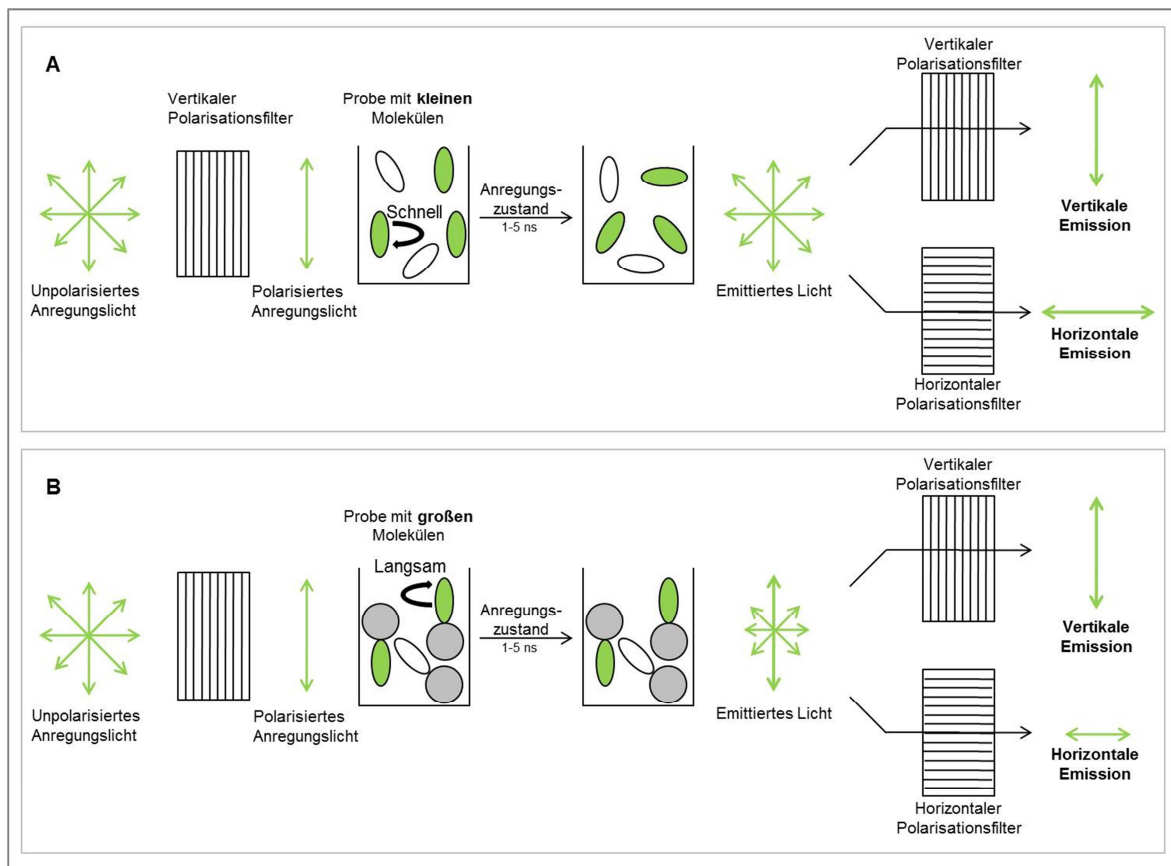 A
Vertikaler
Polarisationsfilter
Probe mit kleinen
Molekülen
Vertikaler
Polarisationsfilter
Schnell
Anregungs-
zustand
1-5 ns
Vertikale
Emission
Unpolarisiertes
Anregungslicht
Polarisiertes
Anregungslicht
Emittiertes Licht
Horizontale
Emission
Horizontaler
Polarisationsfilter
B
Vertikaler
Polarisationsfilter
Probe mit großen
Molekülen
Langsam
Anregungs-
zustand
1-5 ns
Vertikale
Emission
Unpolarisiertes
Anregungslicht
Polarisiertes
Anregungslicht
Emittiertes Licht
Horizontale
Emission
Horizontaler
Polarisationsfilter